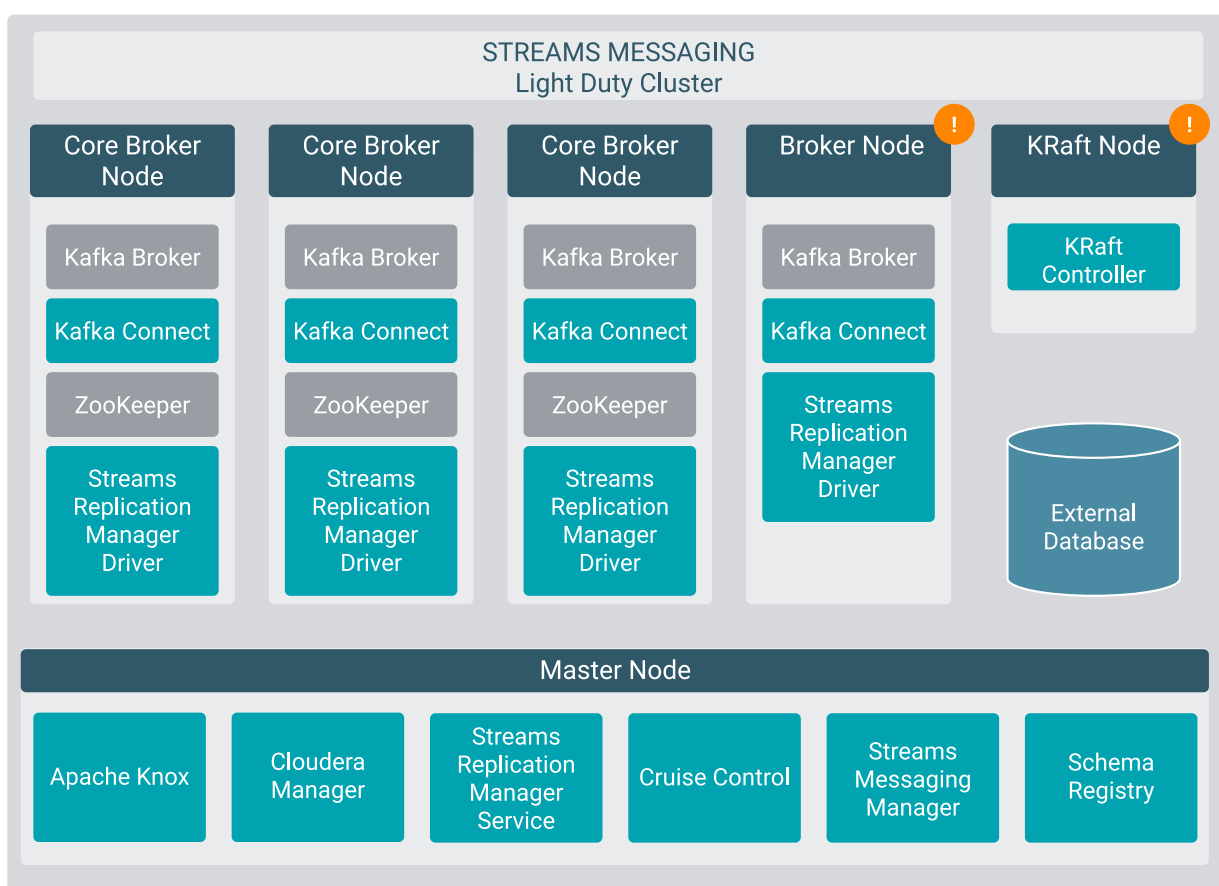 STREAMS MESSAGING
Light Duty Cluster
Core Broker
Node
Kafka Broker
Kafka Connect
ZooKeeper
Streams
Replication
Manager
Driver
Core Broker
Node
Kafka Broker
Kafka Connect
ZooKeeper
Streams
Replication
Manager
Driver
Core Broker
Node
Kafka Broker
Kafka Connect
ZooKeeper
Streams
Replication
Manager
Driver
Broker Node
!
Kafka Broker
Kafka Connect
Streams
Replication
Manager
Driver
KRaft Node
!
KRaft
Controller
External
Database
Master Node
Apache Knox
Cloudera
Manager
Streams
Replication
Manager
Service
Cruise Control
Streams
Messaging
Manager
Schema
Registry